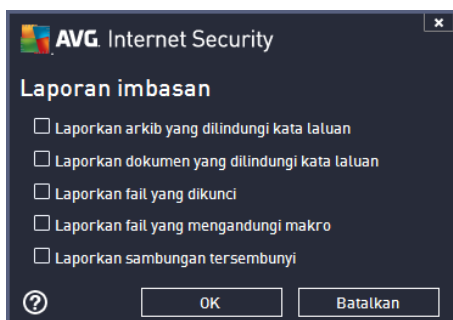 AVG. Internet Security
Laporan imbasan
Laporkan arkib yang dilindungi kata laluan
Laporkan dokumen yang dilindungi kata laluan
Laporkan fail yang dikunci
Laporkan fail yang mengandungi makro
Laporkan sambungan tersembunyi
OK
Batalkan